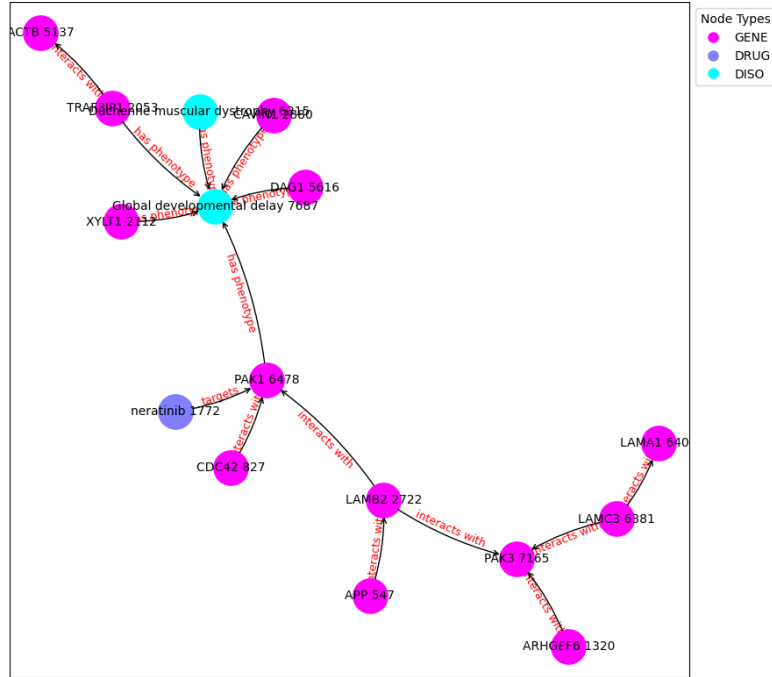 Node Types
GENE
DRUG
DISO
ACTB 5137
interacts with
TRAF3IP1 2053
Duchenne muscular dystrophy 6315
CAVIN1 2880
has phenotype
has phenotype
has phenotype
DAG1 5616
has phenotype
Global developmental delay 7687
has phenotype
XYLT1 2112
has phenotype
PAK1 6478
targets
neratinib 1772
interacts with
interacts with
CDC42 827
LAMA1 640
interacts with
LAMB2 2722
interacts with
LAMC3 6381
interacts with
PAK3 7165
interacts with
APP 547
interacts with
ARHGEF6 1320